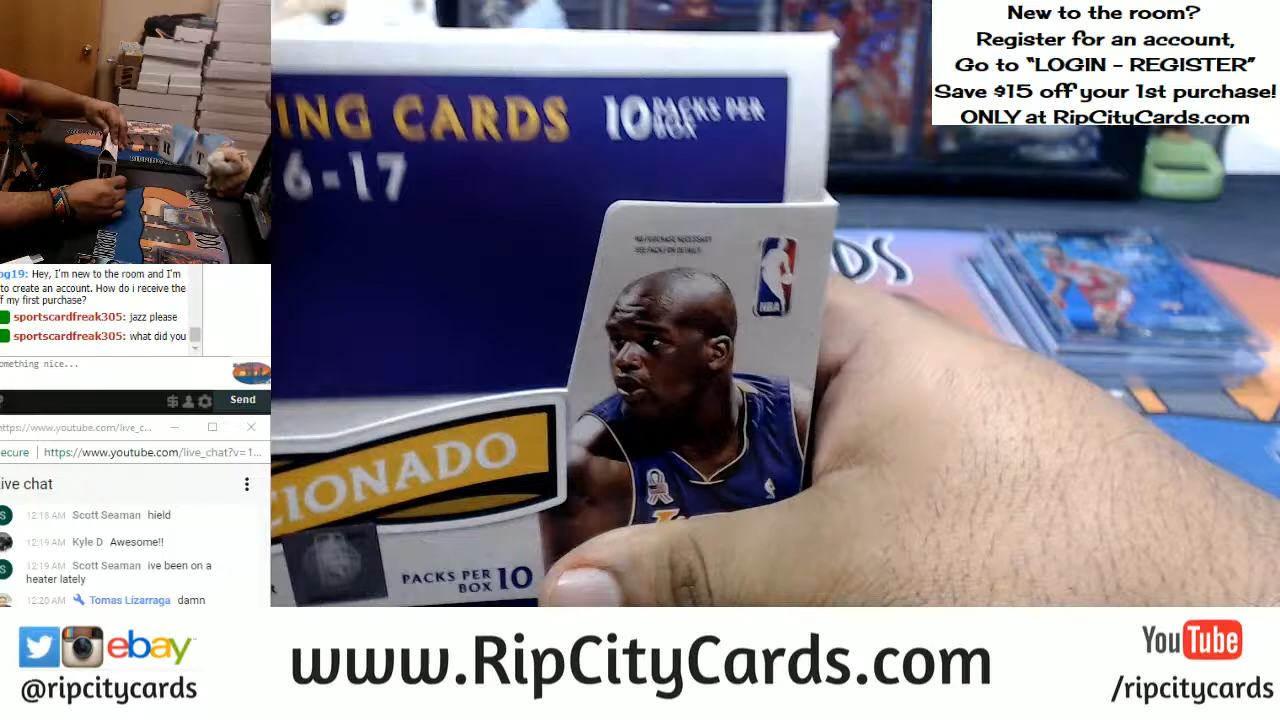 New to the room?
Register for an account,
Go to "LOGIN - REGISTER"
Save $15 off your 1st purchase!
ONLY at RipCityCards.com
ING CARDS
10 PACKS PER
BOX
6-17
NBA
CIONADO
PACKS PER
BOX 10
og19: Hey, I'm new to the room and I'm
to create an account. How do i receive the
f my first purchase?
sportscardfreak305: jazz please
sportscardfreak305: what did you
omething nice...
Send
https://www.youtube.com/live_c...
ecure https://www.youtube.com/live_chat?v=1...
ive chat
12:18 AM Scott Seaman hield
12:19 AM Kyle D Awesome!!
12:19 AM Scott Seaman ive been on a
heater lately
12:20 AM Tomas Lizarraga damn
ebay
@ripcitycards
www.RipCityCards.com
YouTube
/ripcitycards